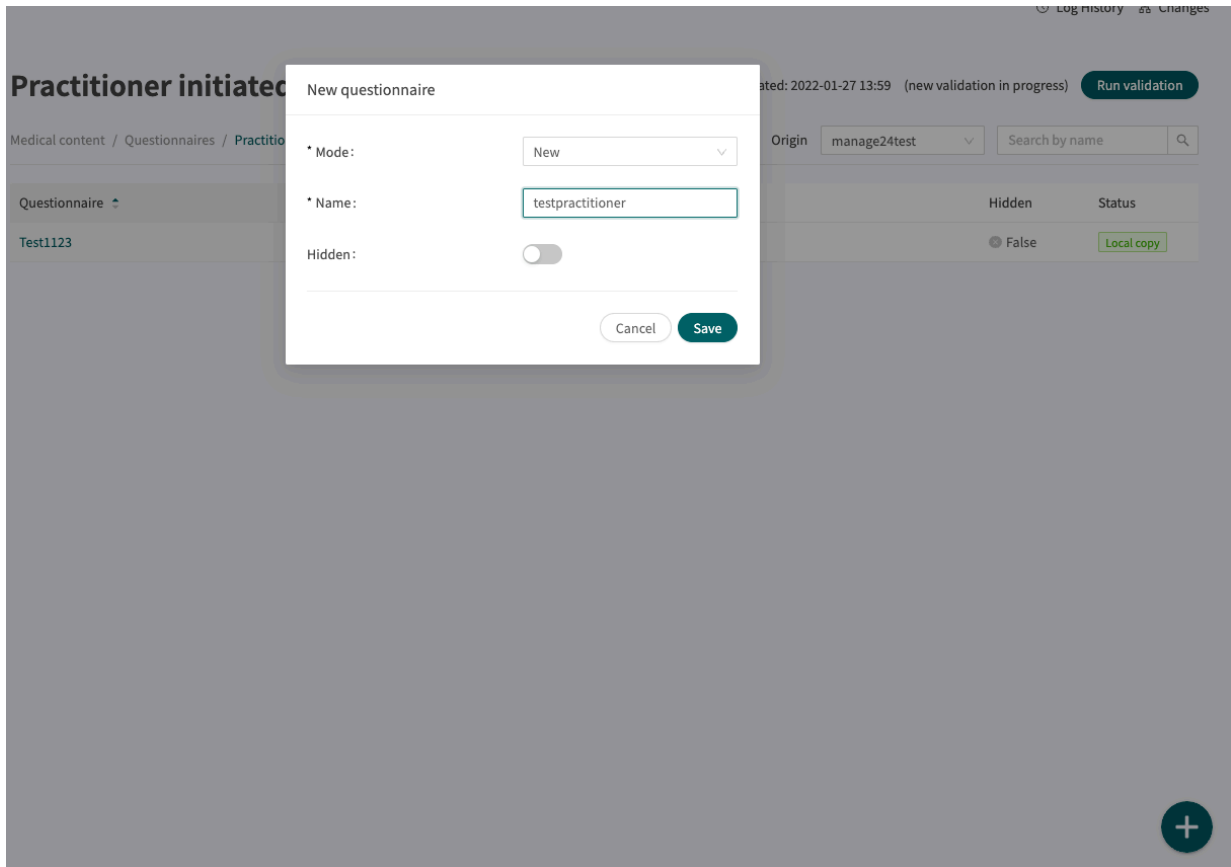 Log History Changes
Practitioner initiated
ated: 2022-01-27 13:59 (new validation in progress) Run validation
Medical content / Questionnaires / Practitio
Origin manage24test Search by name
Questionnaire Hidden Status
Test1123 False Local copy
New questionnaire
* Mode: New
* Name: testpractitioner
Hidden:
Cancel Save